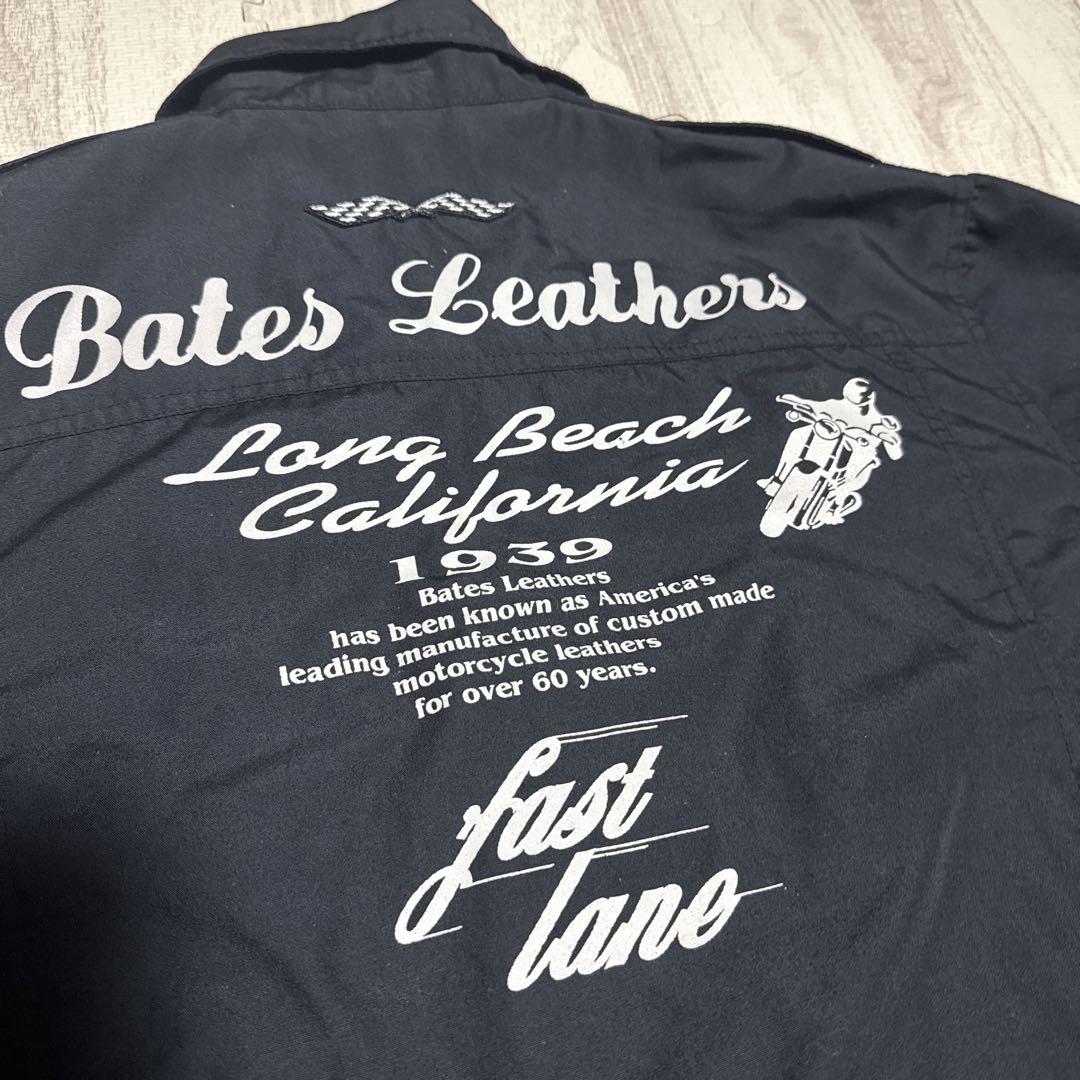 Bates Leathers
Long Beach
California
1939
Bates Leathers
has been known as America's
leading manufacture of custom made
motorcycle leathers
for over 60 years.
fast
lane